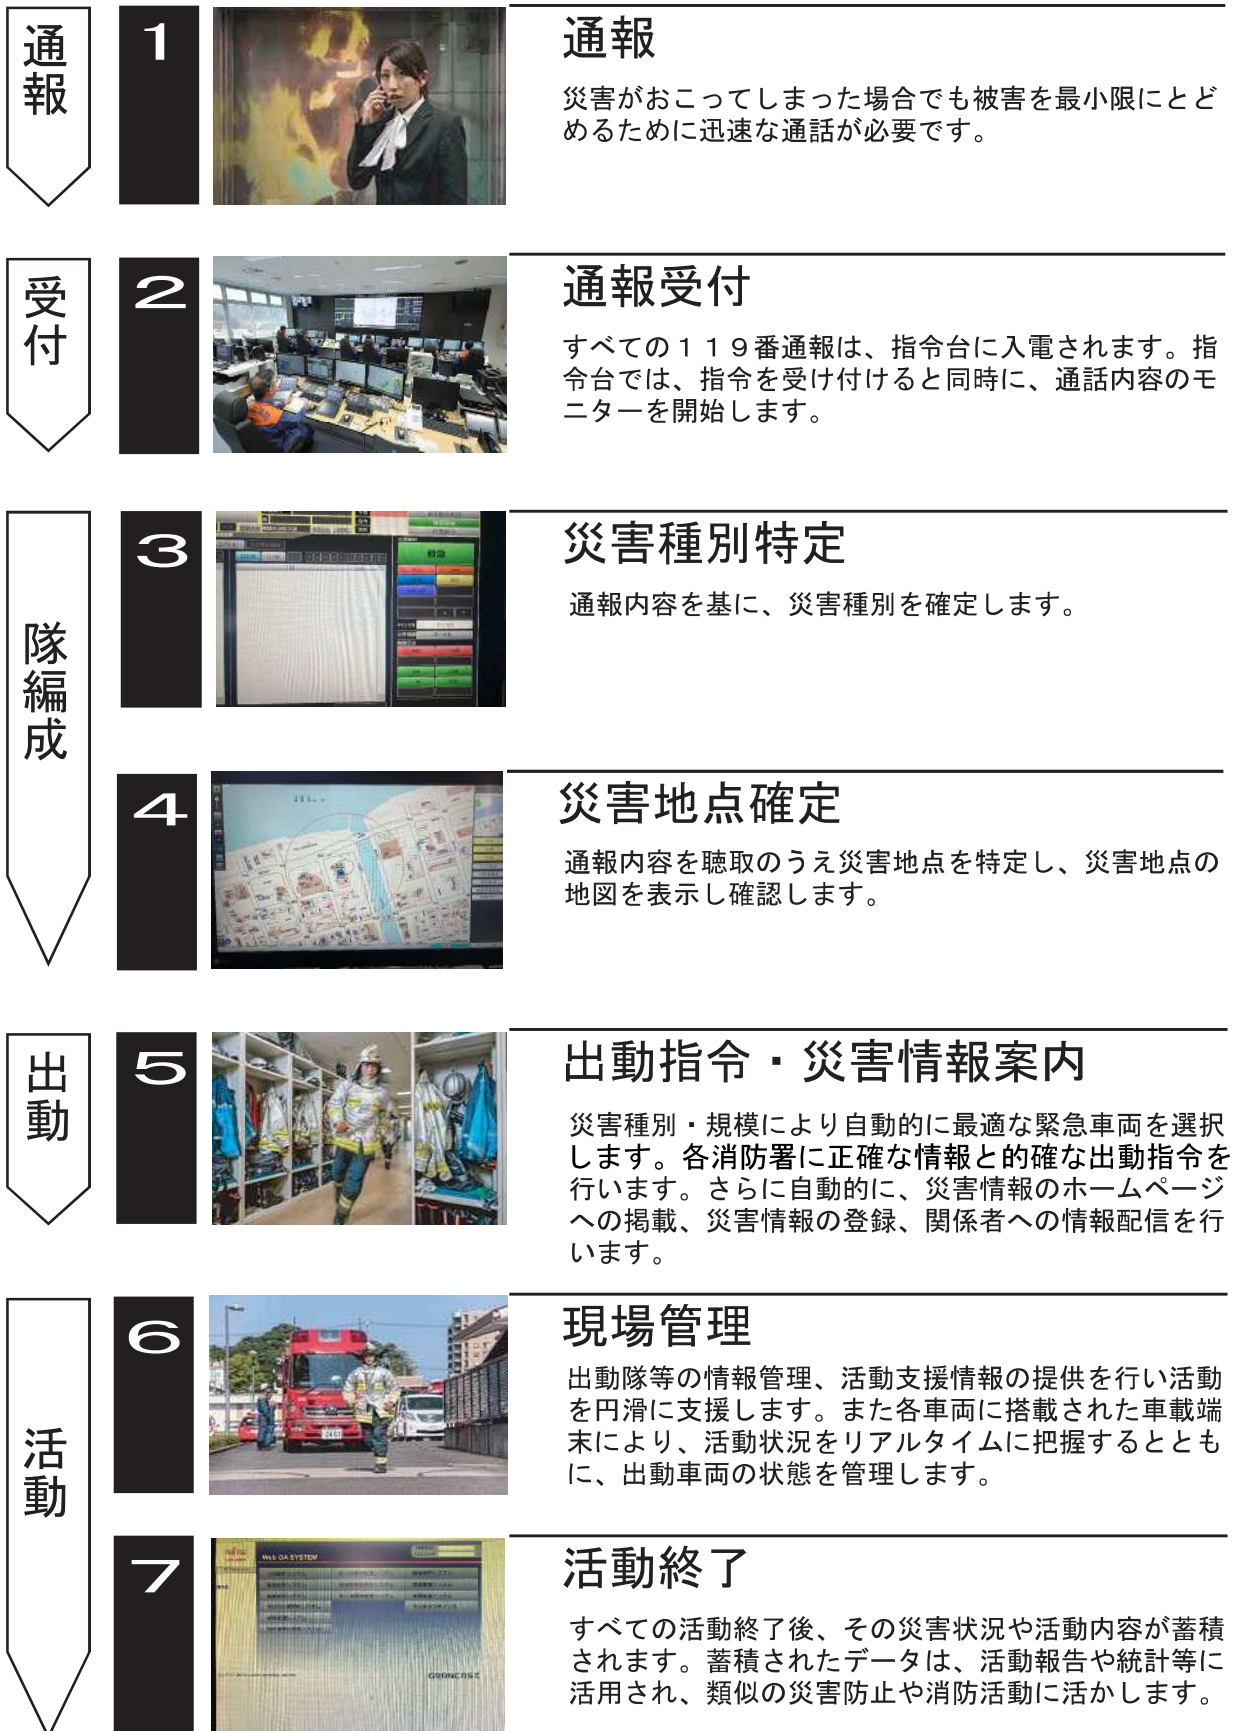 通報
1
通報
災害がおこってしまった場合でも被害を最小限にとど
めるために迅速な通話が必要です。
受付
2
通報受付
すべての１１９番通報は、指令台に入電されます。指
令台では、指令を受け付けると同時に、通話内容のモ
ニターを開始します。
隊編成
3
救急
災害種別特定
通報内容を基に、災害種別を確定します。
4
災害地点確定
通報内容を聴取のうえ災害地点を特定し、災害地点の
地図を表示し確認します。
出動
5
出動指令・災害情報案内
災害種別・規模により自動的に最適な緊急車両を選択
します。各消防署に正確な情報と的確な出動指令を
行います。さらに自動的に、災害情報のホームページ
への掲載、災害情報の登録、関係者への情報配信を行
います。
活動
6
現場管理
出動隊等の情報管理、活動支援情報の提供を行い活動
を円滑に支援します。また各車両に搭載された車載端
末により、活動状況をリアルタイムに把握するととも
に、出動車両の状態を管理します。
7
Web OA SYSTEM
活動終了
すべての活動終了後、その災害状況や活動内容が蓄積
されます。蓄積されたデータは、活動報告や統計等に
活用され、類似の災害防止や消防活動に活かします。